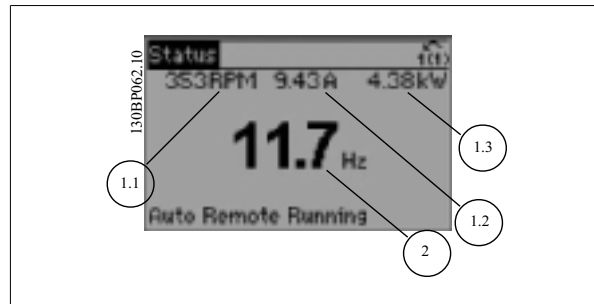 130BP062.10
Status
1(1)
353RPM 9.43A 4.38kW
11.7 Hz
Auto Remote Running
1.1
1.3
1.2
2